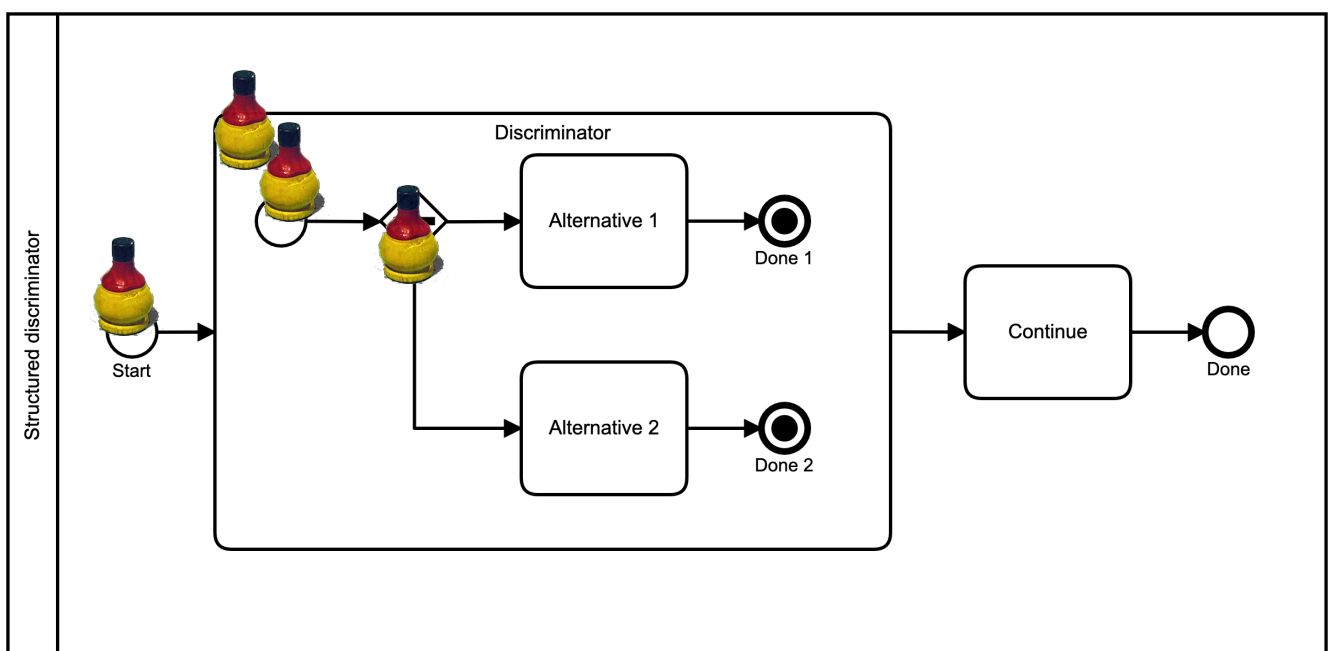 Structured discriminator
Discriminator
Alternative 1
Done 1
Start
Alternative 2
Done 2
Continue
Done